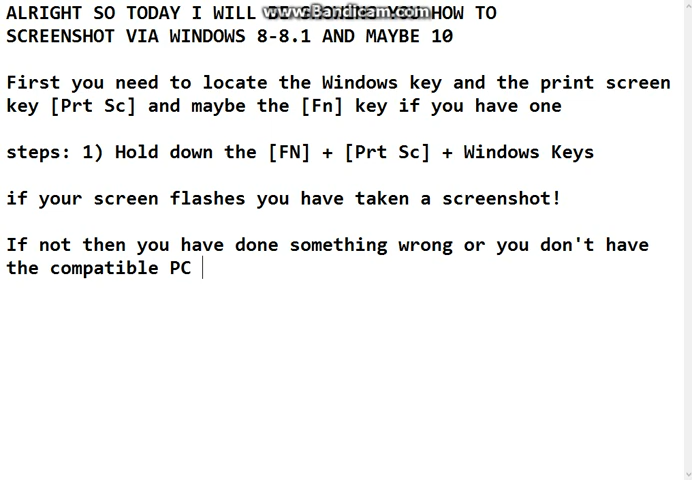 ALRIGHT SO TODAY I WILL HOW TO
www.Bandicam.com
SCREENSHOT VIA WINDOWS 8-8.1 AND MAYBE 10
First you need to locate the Windows key and the print screen
key [Prt Sc] and maybe the [Fn] key if you have one
steps: 1) Hold down the [FN] + [Prt Sc] + Windows Keys
if your screen flashes you have taken a screenshot!
If not then you have done something wrong or you don't have
the compatible PC